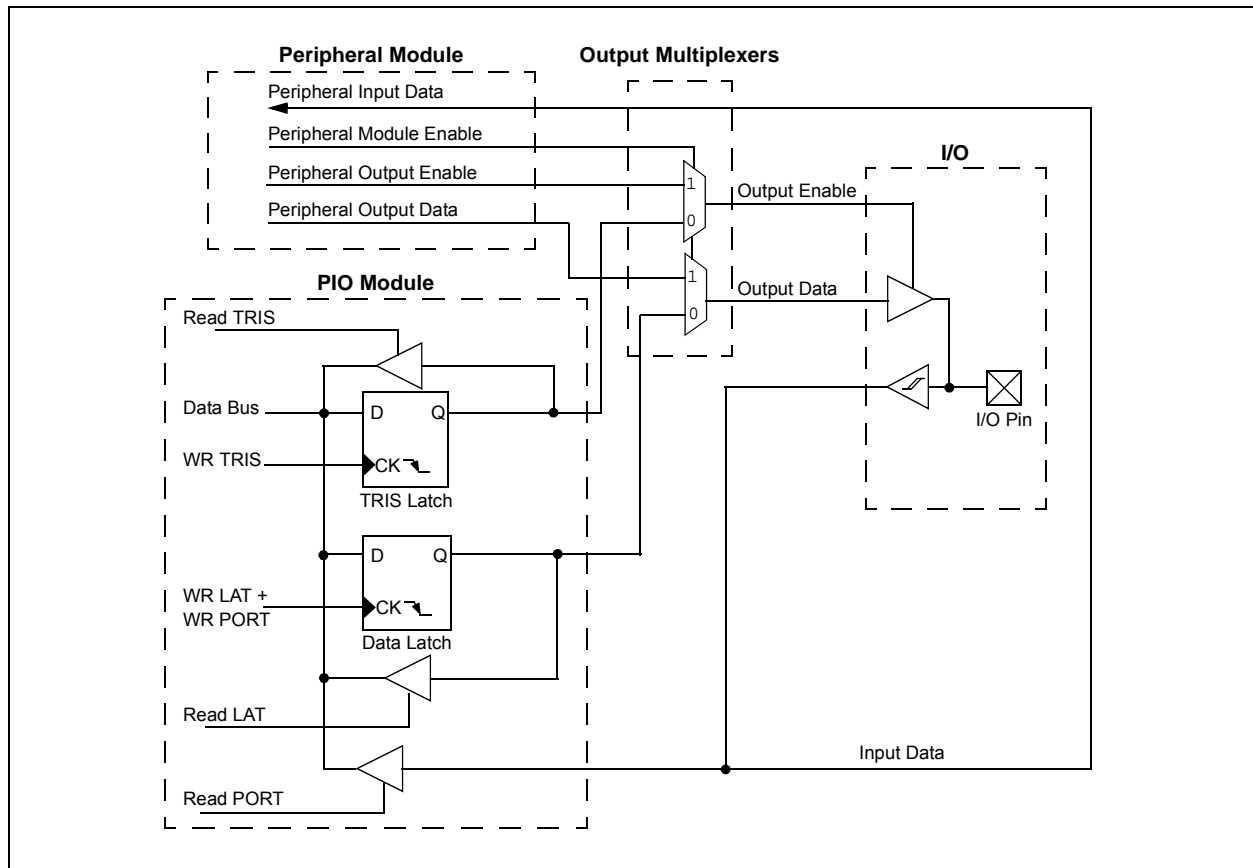 Peripheral Module
Output Multiplexers
Peripheral Input Data
Peripheral Module Enable
Peripheral Output Enable
Peripheral Output Data
1
0
1
0
Output Enable
Output Data
I/O
I/O Pin
PIO Module
Read TRIS
Data Bus
D
Q
WR TRIS
CK
TRIS Latch
D
Q
WR LAT +
WR PORT
CK
Data Latch
Read LAT
Read PORT
Input Data